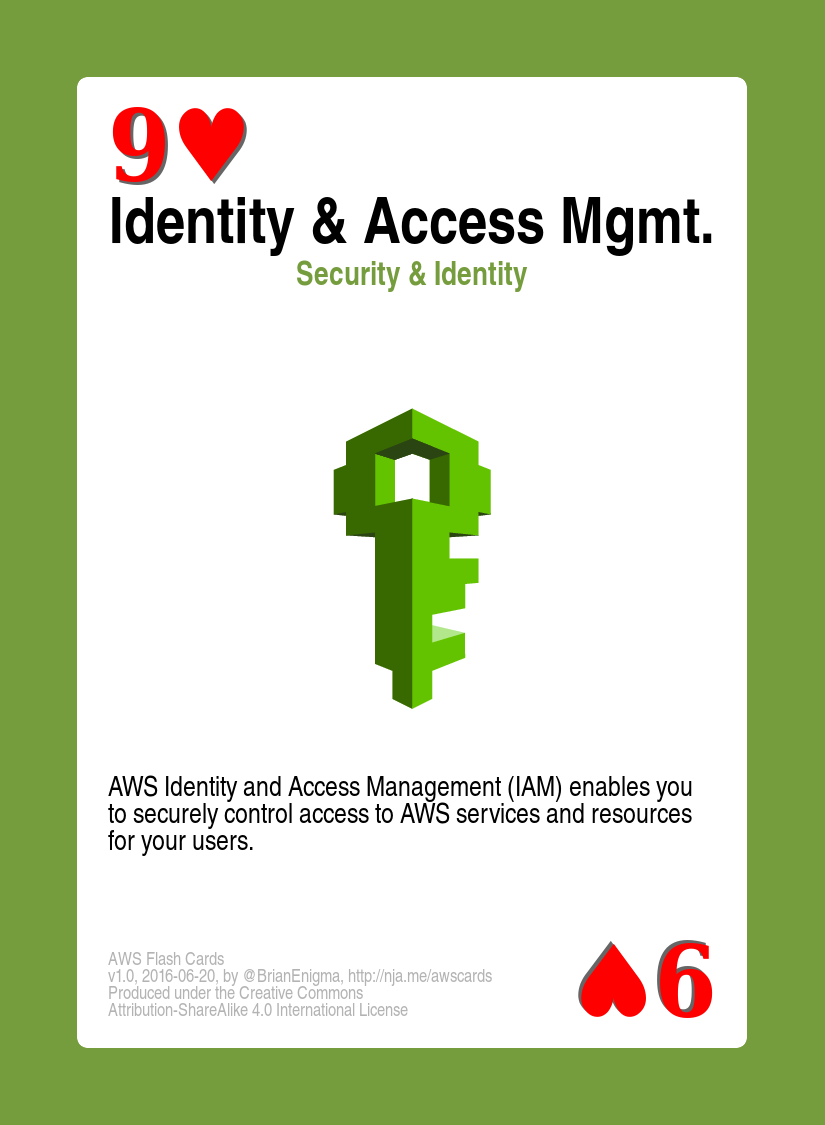 9♥
Identity & Access Mgmt.
Security & Identity
AWS Identity and Access Management (IAM) enables you
to securely control access to AWS services and resources
for your users.
AWS Flash Cards
v1.0, 2016-06-20, by @BrianEnigma, http://nja.me/awscards
Produced under the Creative Commons
Attribution-ShareAlike 4.0 International License
9♥